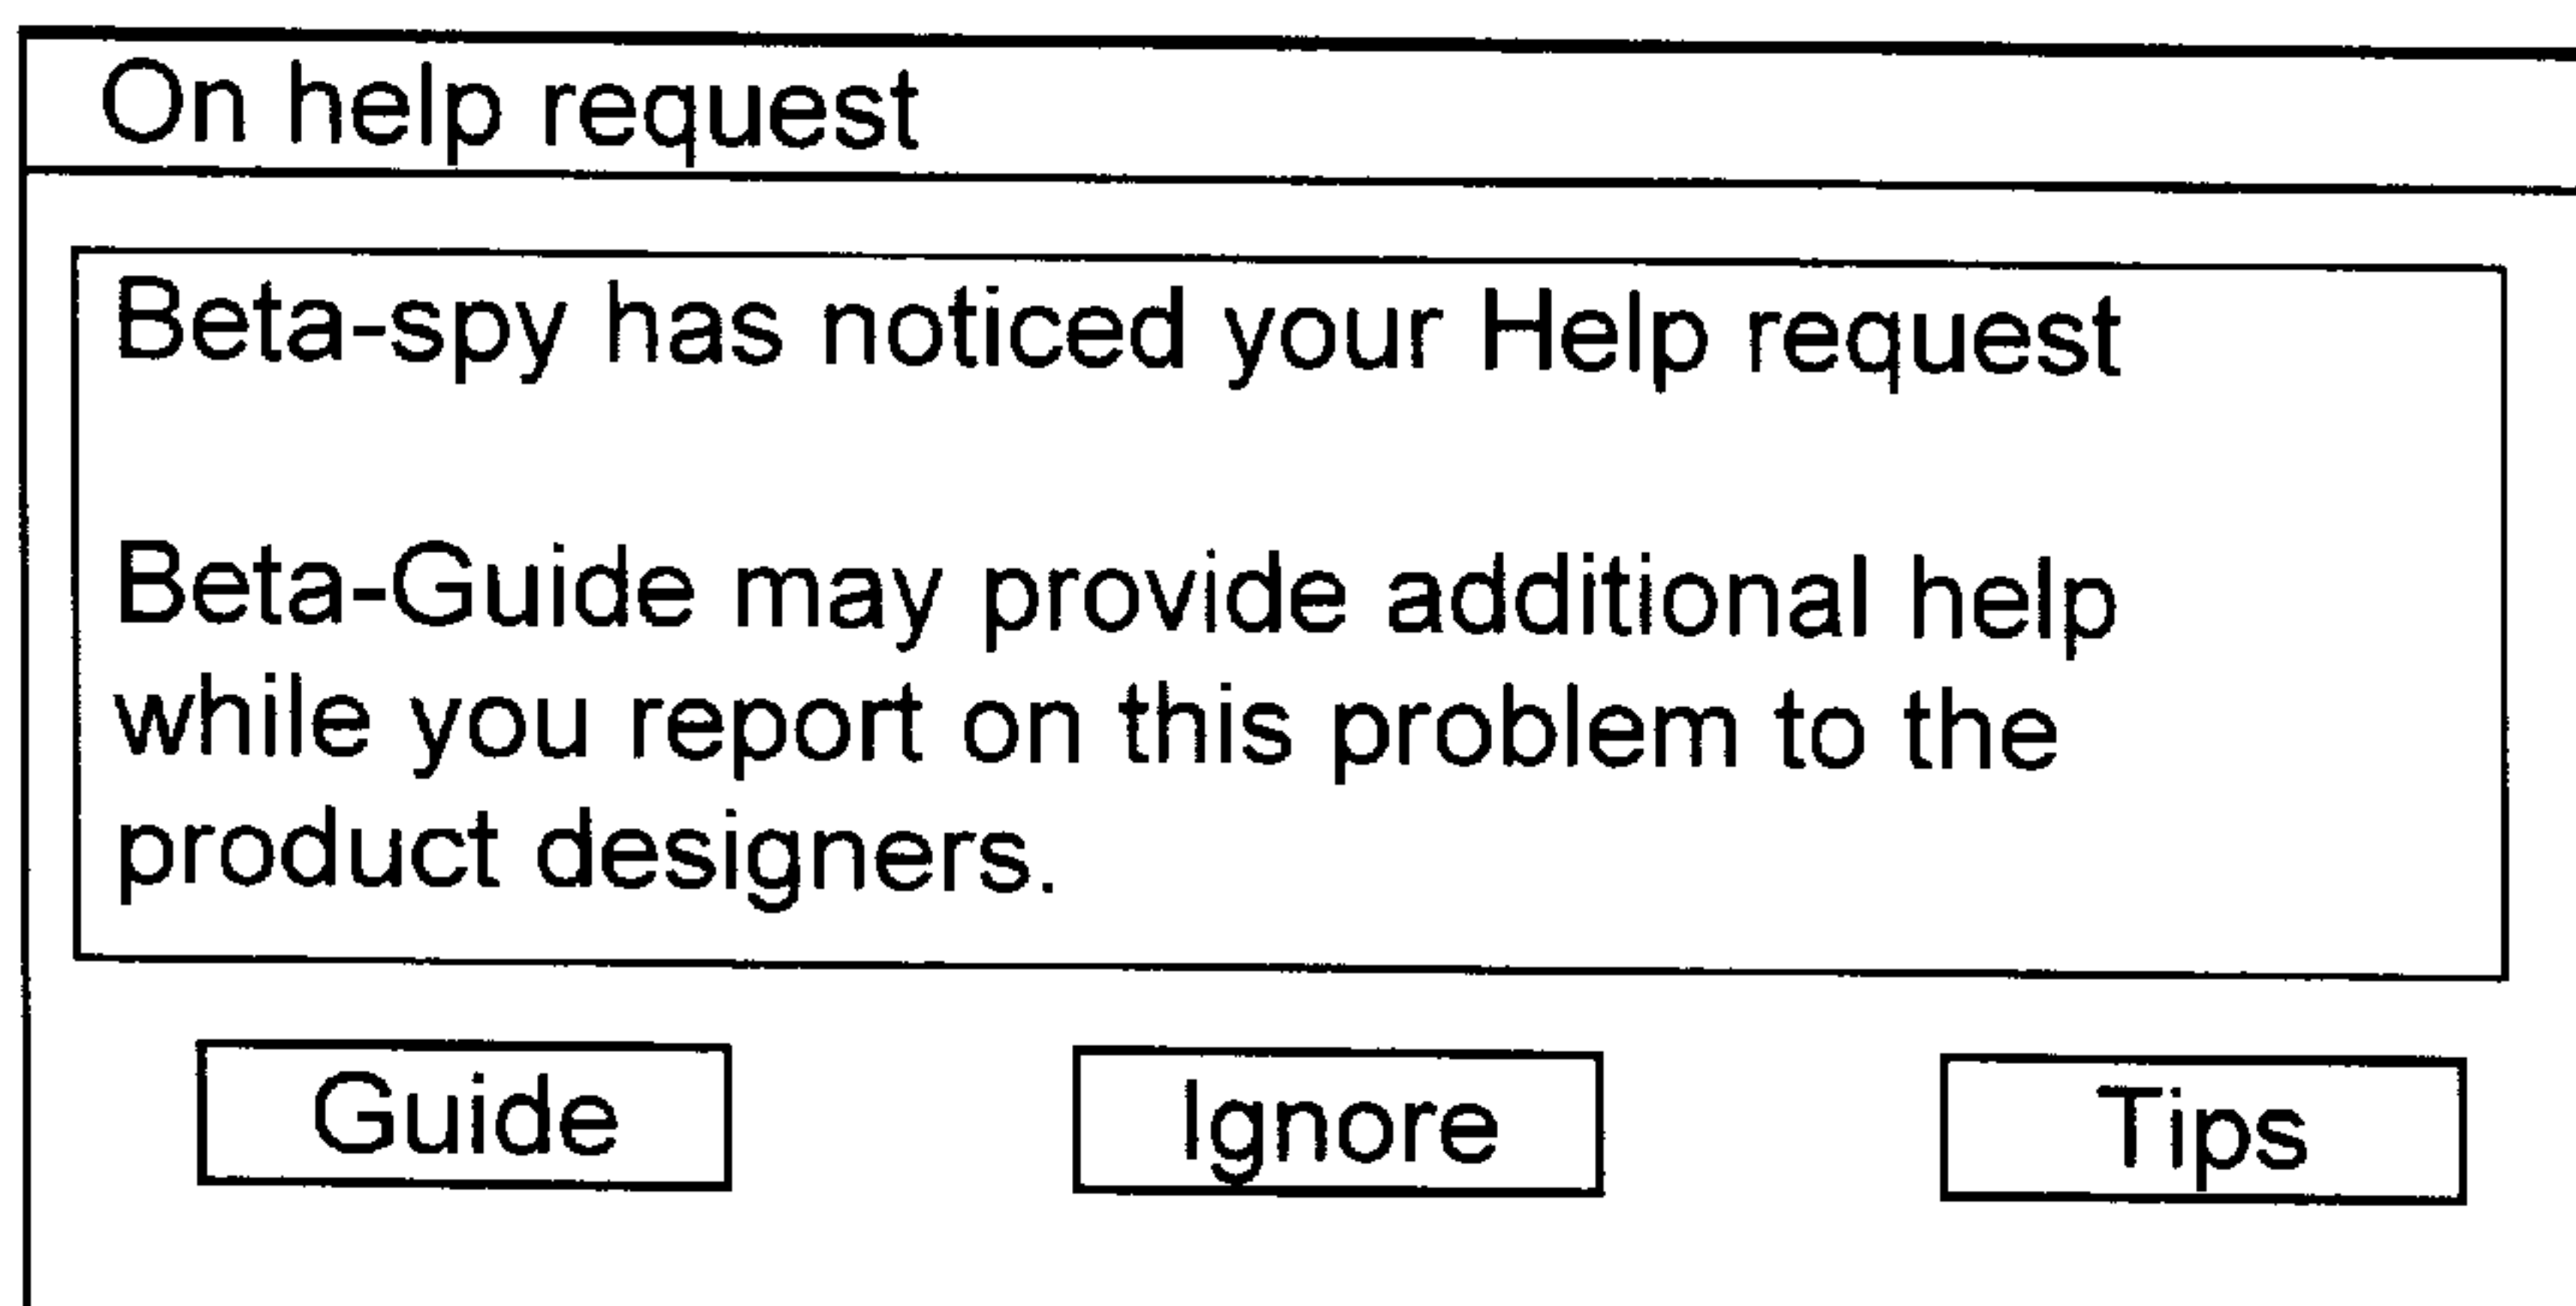 On help request
Beta-spy has noticed your Help request
Beta-Guide may provide additional help
while you report on this problem to the
product designers.
Guide
Ignore
Tips